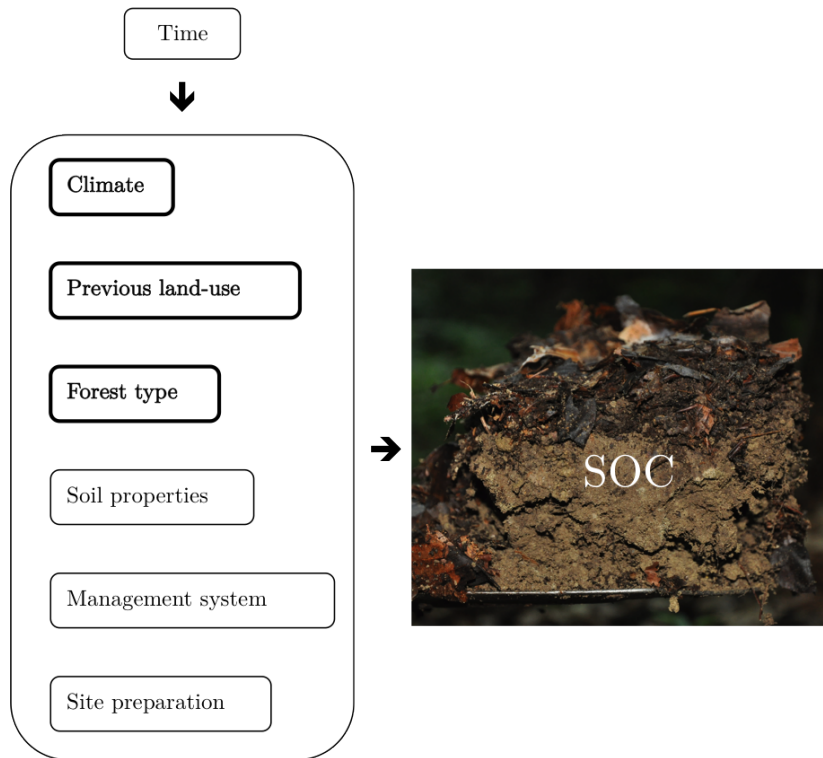 Time
Climate
Previous land-use
Forest type
SOC
Soil properties
Management system
Site preparation